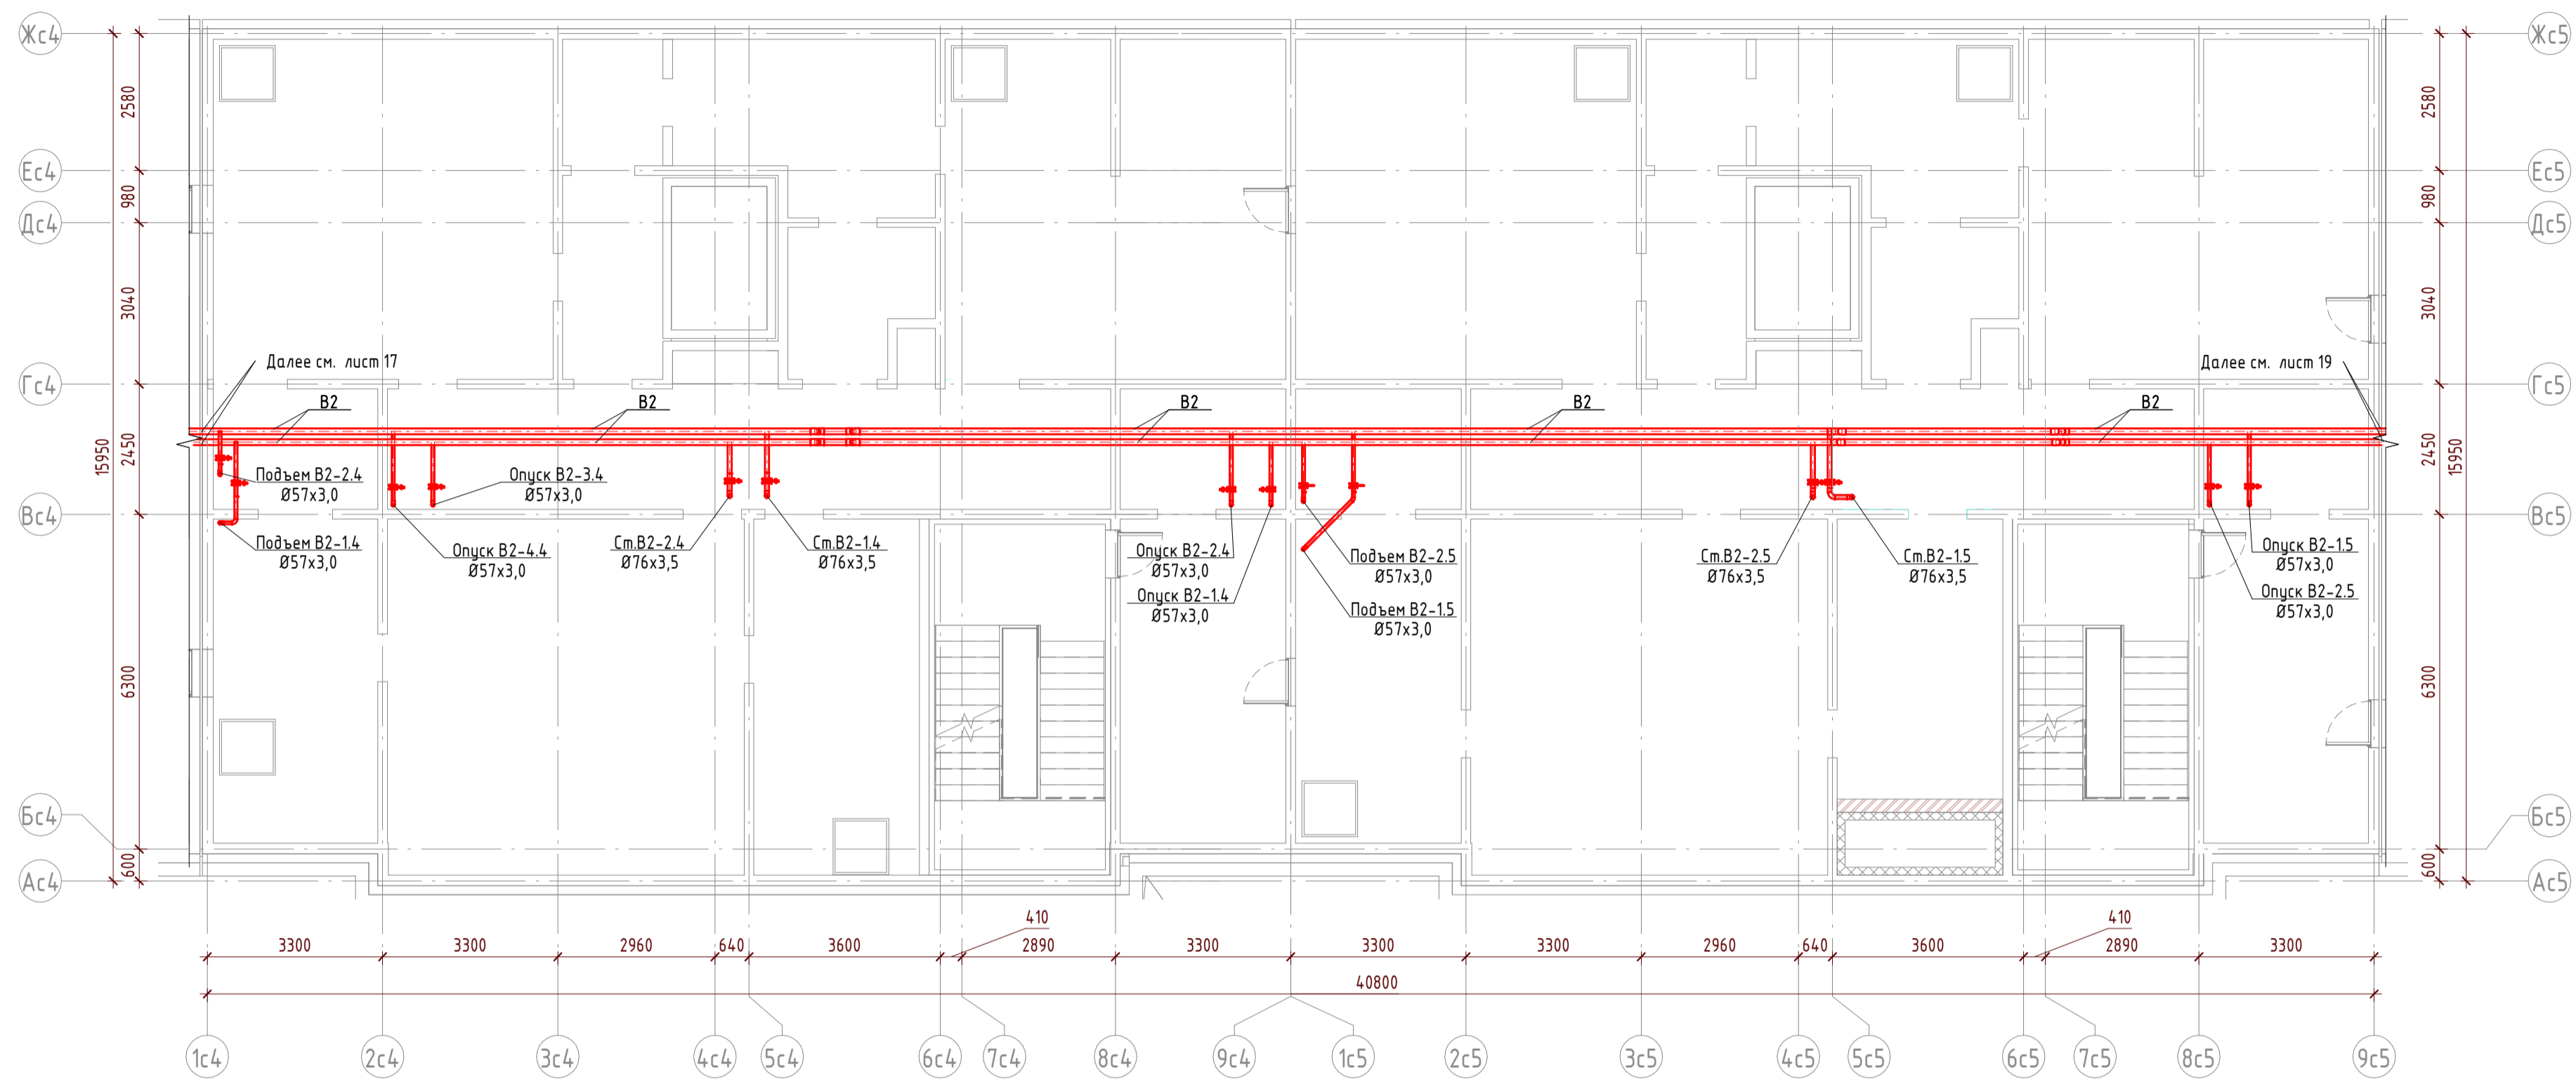 Жс4
Жс5
2580
2580
Ес4
Ес5
980
980
Дс4
Дс5
3040
3040
Далее см. лист 17
Далее см. лист 19
Гс4
Гс5
В2
В2
В2
В2
В2
15950
2450
2450
15950
Подъем В2-2.4
Ø57х3,0
Опуск В2-3.4
Ø57х3,0
Вс4
Вс5
Подъем В2-1.4
Ø57х3,0
Опуск В2-4.4
Ø57х3,0
Ст.В2-2.4
Ø76х3,5
Ст.В2-1.4
Ø76х3,5
Опуск В2-2.4
Ø57х3,0
Опуск В2-1.4
Ø57х3,0
Подъем В2-2.5
Ø57х3,0
Подъем В2-1.5
Ø57х3,0
Ст.В2-2.5
Ø76х3,5
Ст.В2-1.5
Ø76х3,5
Опуск В2-1.5
Ø57х3,0
Опуск В2-2.5
Ø57х3,0
6300
6300
Бс4
Бс5
600
600
Ас4
Ас5
410
410
3300
3300
2960
640
3600
2890
3300
3300
3300
2960
640
3600
2890
3300
40800
1с4
2с4
3с4
4с4
5с4
6с4
7с4
8с4
9с4
1с5
2с5
3с5
4с5
5с5
6с5
7с5
8с5
9с5